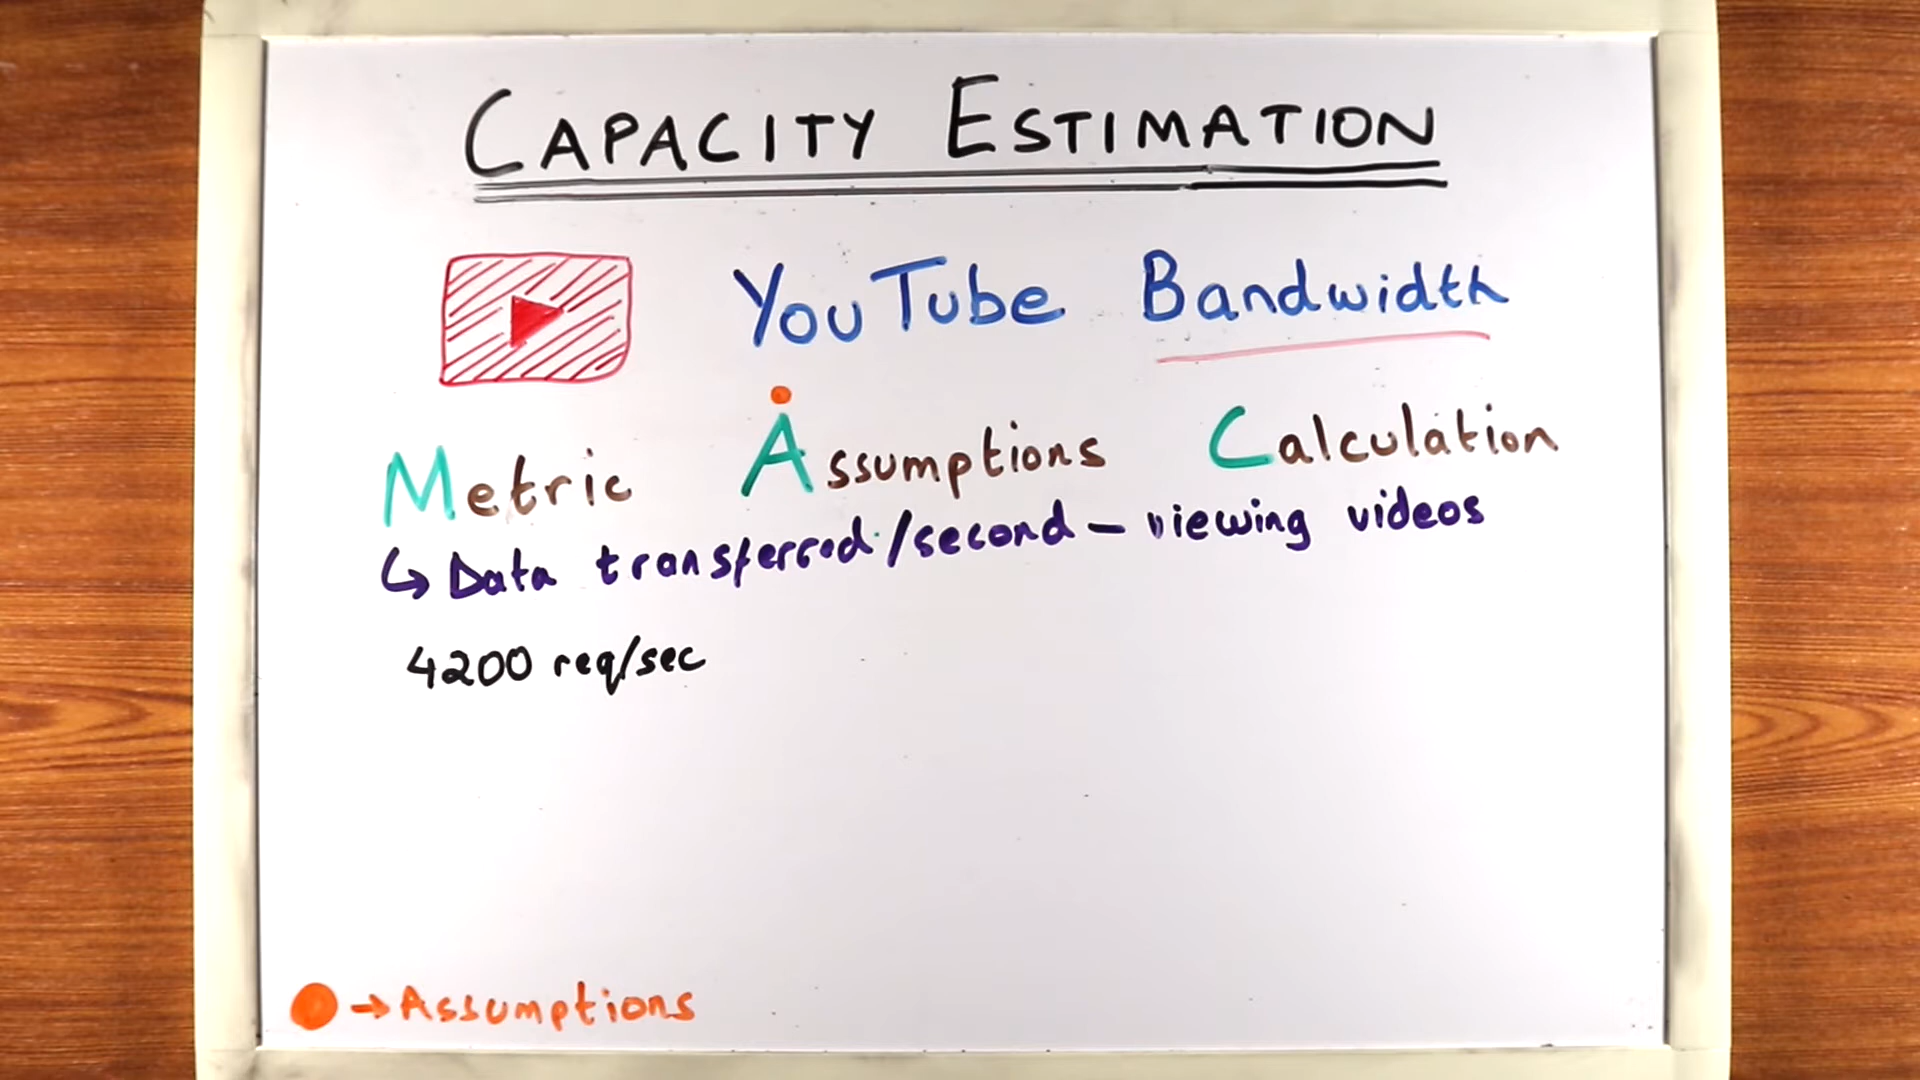 CAPACITY ESTIMATION
YouTube Bandwidth
Metric Assumptions Calculation
↳ Data transferred/second – viewing videos
4200 req/sec
→ Assumptions